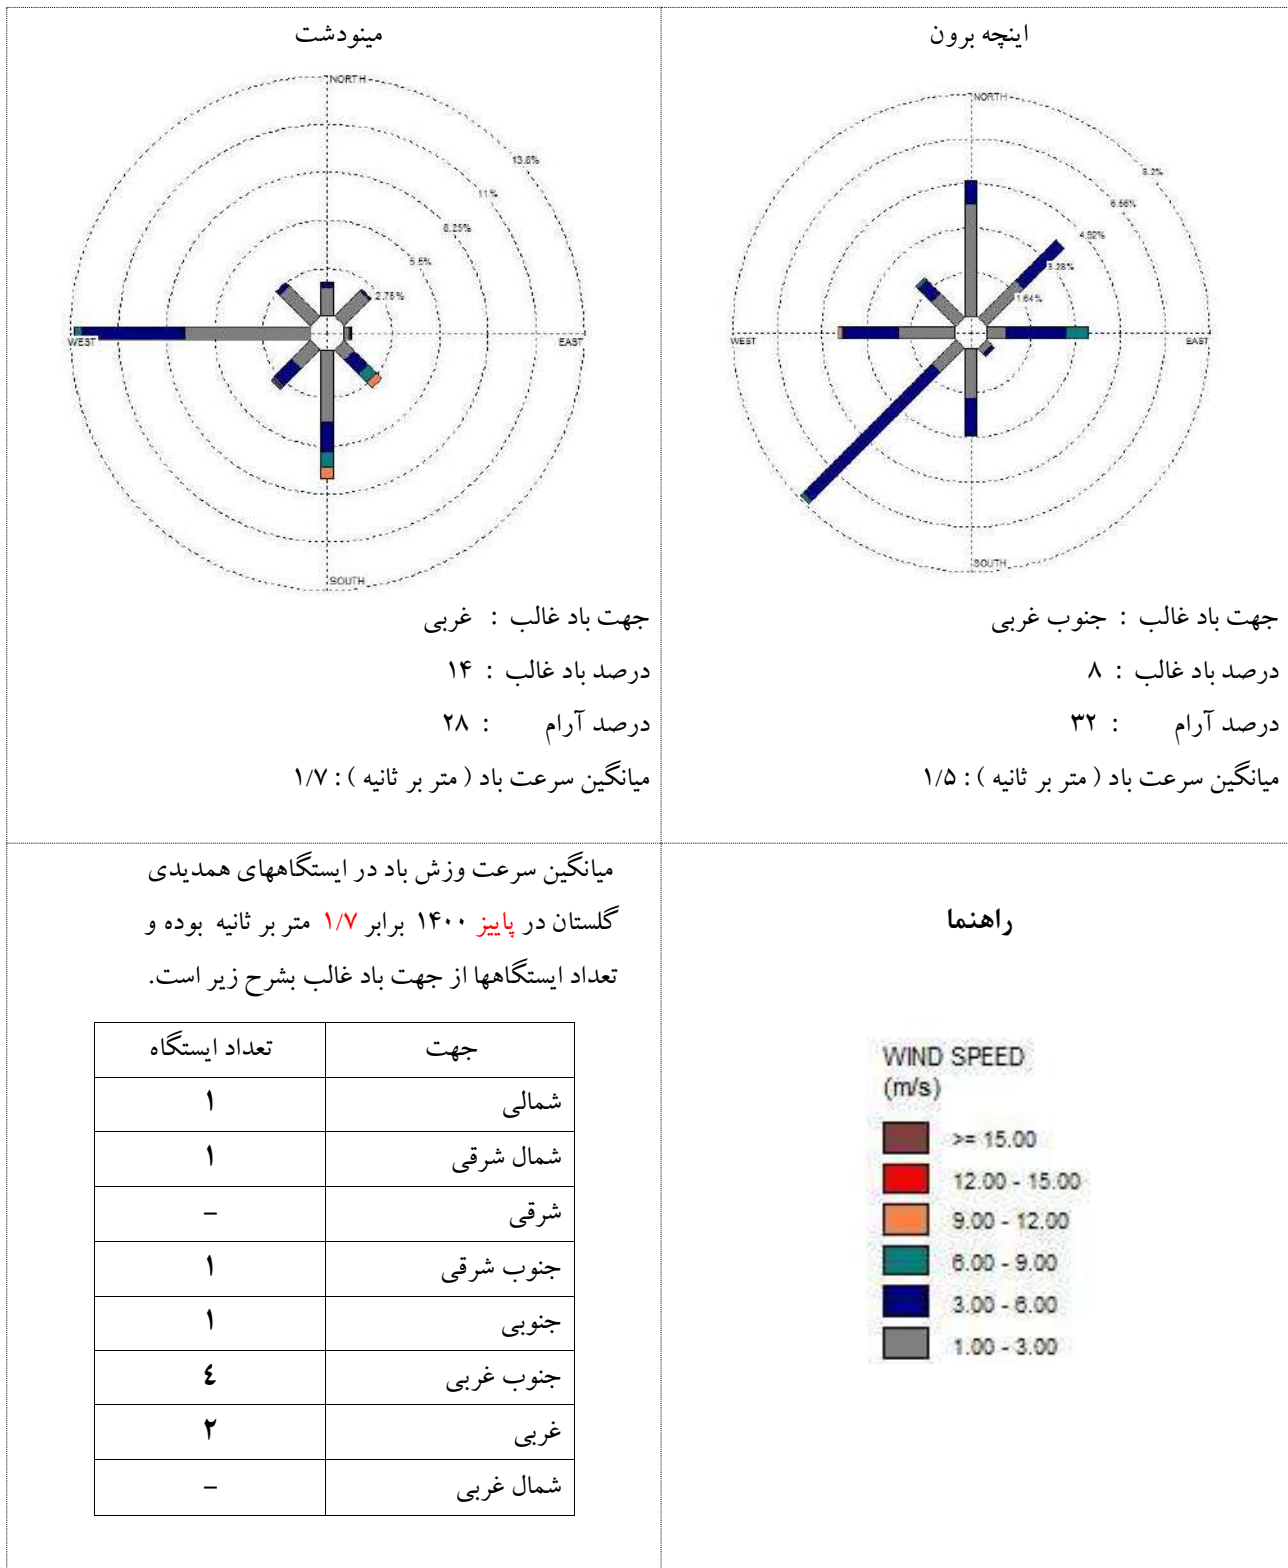 اینچه برون
NORTH
8.2%
6.56%
4.92%
3.28%
1.64%
WEST
EAST
SOUTH
جهت باد غالب : جنوب غربی
درصد باد غالب : ۸
درصد آرام : ۳۲
میانگین سرعت باد ( متر بر ثانیه ) : ۱/۵
مینودشت
NORTH
13.8%
11%
8.25%
5.5%
2.75%
WEST
EAST
SOUTH
جهت باد غالب : غربی
درصد باد غالب : ۱۴
درصد آرام : ۲۸
میانگین سرعت باد ( متر بر ثانیه ) : ۱/۷
راهنما
WIND SPEED
(m/s)
>= 15.00
12.00 - 15.00
9.00 - 12.00
6.00 - 9.00
3.00 - 6.00
1.00 - 3.00
میانگین سرعت وزش باد در ایستگاههای همدیدی
گلستان در پاییز ۱۴۰۰ برابر ۱/۷ متر بر ثانیه بوده و
تعداد ایستگاهها از جهت باد غالب بشرح زیر است.
جهت تعداد ایستگاه
شمالی ۱
شمال شرقی ۱
شرقی –
جنوب شرقی ۱
جنوبی ۱
جنوب غربی ٤
غربی ۲
شمال غربی –